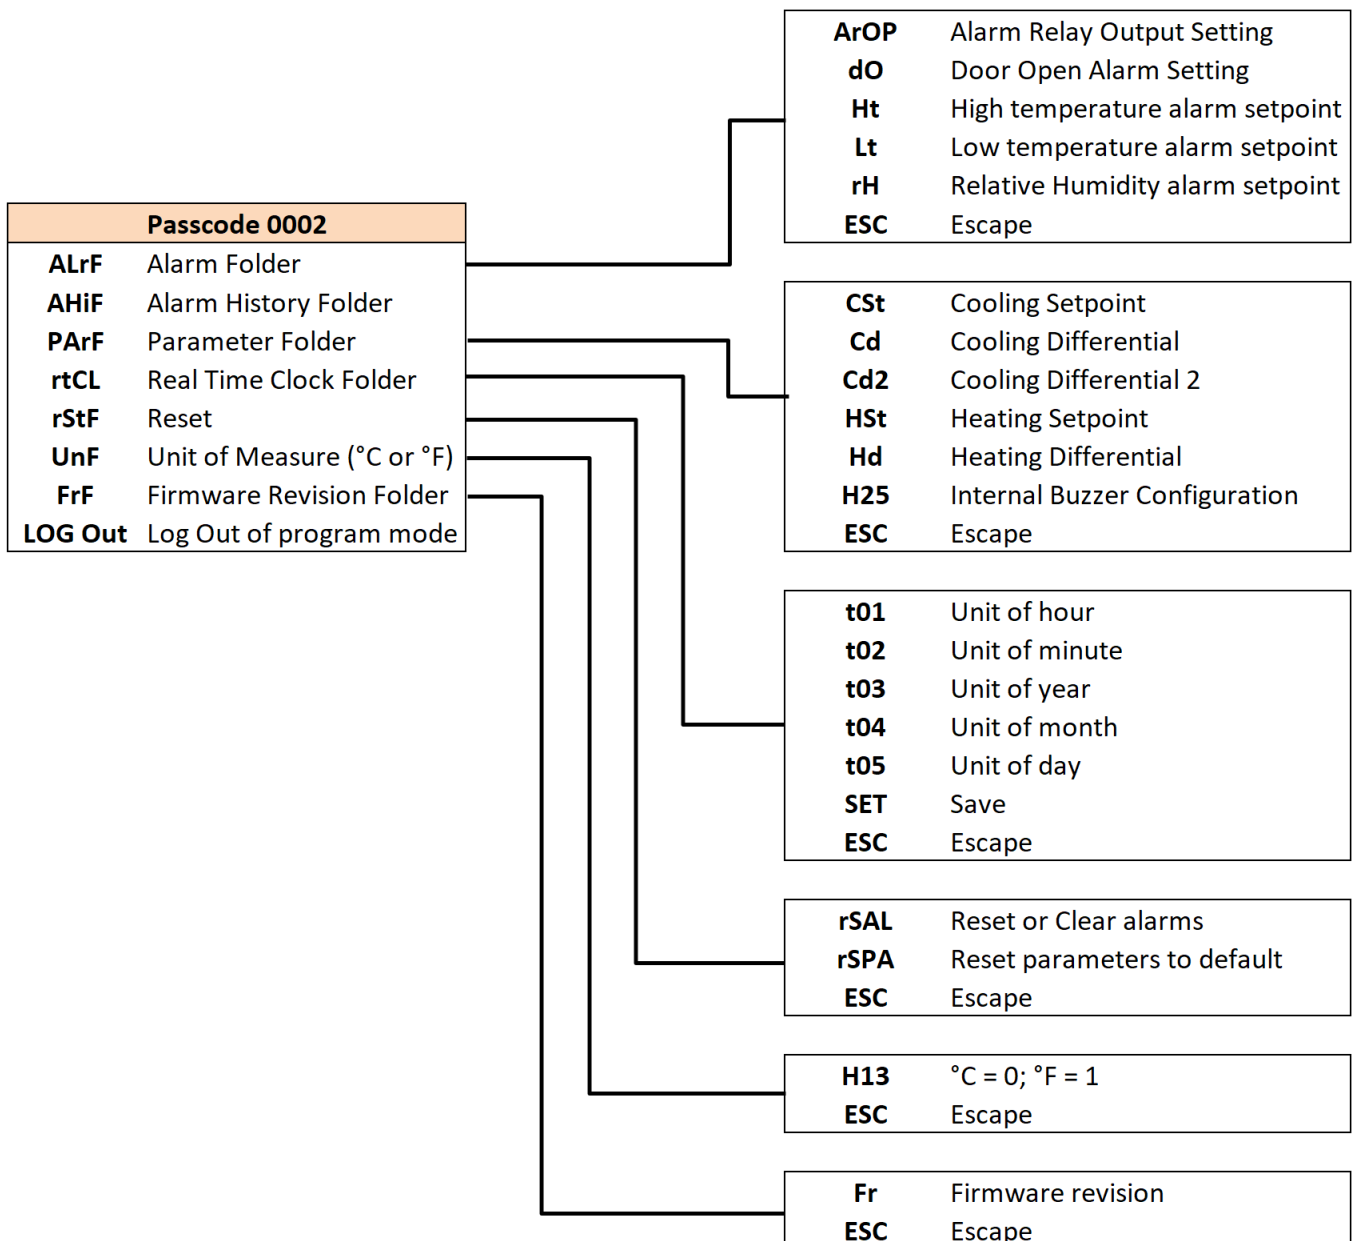 Passcode 0002
ALrF Alarm Folder
AHiF Alarm History Folder
PArF Parameter Folder
rtCL Real Time Clock Folder
rStF Reset
UnF Unit of Measure (°C or °F)
FrF Firmware Revision Folder
LOG Out Log Out of program mode
ArOP Alarm Relay Output Setting
dO Door Open Alarm Setting
Ht High temperature alarm setpoint
Lt Low temperature alarm setpoint
rH Relative Humidity alarm setpoint
ESC Escape
CSt Cooling Setpoint
Cd Cooling Differential
Cd2 Cooling Differential 2
HSt Heating Setpoint
Hd Heating Differential
H25 Internal Buzzer Configuration
ESC Escape
t01 Unit of hour
t02 Unit of minute
t03 Unit of year
t04 Unit of month
t05 Unit of day
SET Save
ESC Escape
rSAL Reset or Clear alarms
rSPA Reset parameters to default
ESC Escape
H13 °C = 0; °F = 1
ESC Escape
Fr Firmware revision
ESC Escape